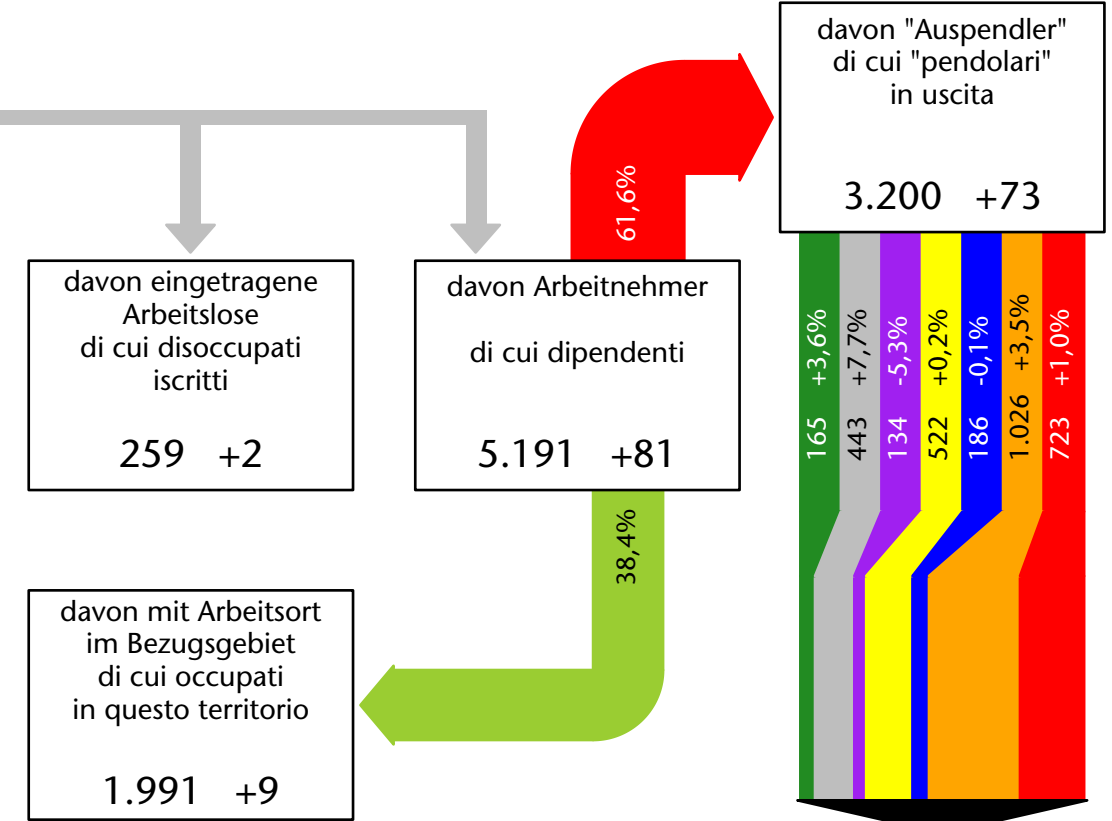 davon "Auspendler"
di cui "pendolari"
in uscita
3.200 +73
61,6%
davon eingetragene
Arbeitslose
di cui disoccupati
iscritti
259 +2
davon Arbeitnehmer
di cui dipendenti
5.191 +81
165 +3,6%
443 +7,7%
134 -5,3%
522 +0,2%
186 -0,1%
1.026 +3,5%
723 +1,0%
38,4%
davon mit Arbeitsort
im Bezugsgebiet
di cui occupati
in questo territorio
1.991 +9